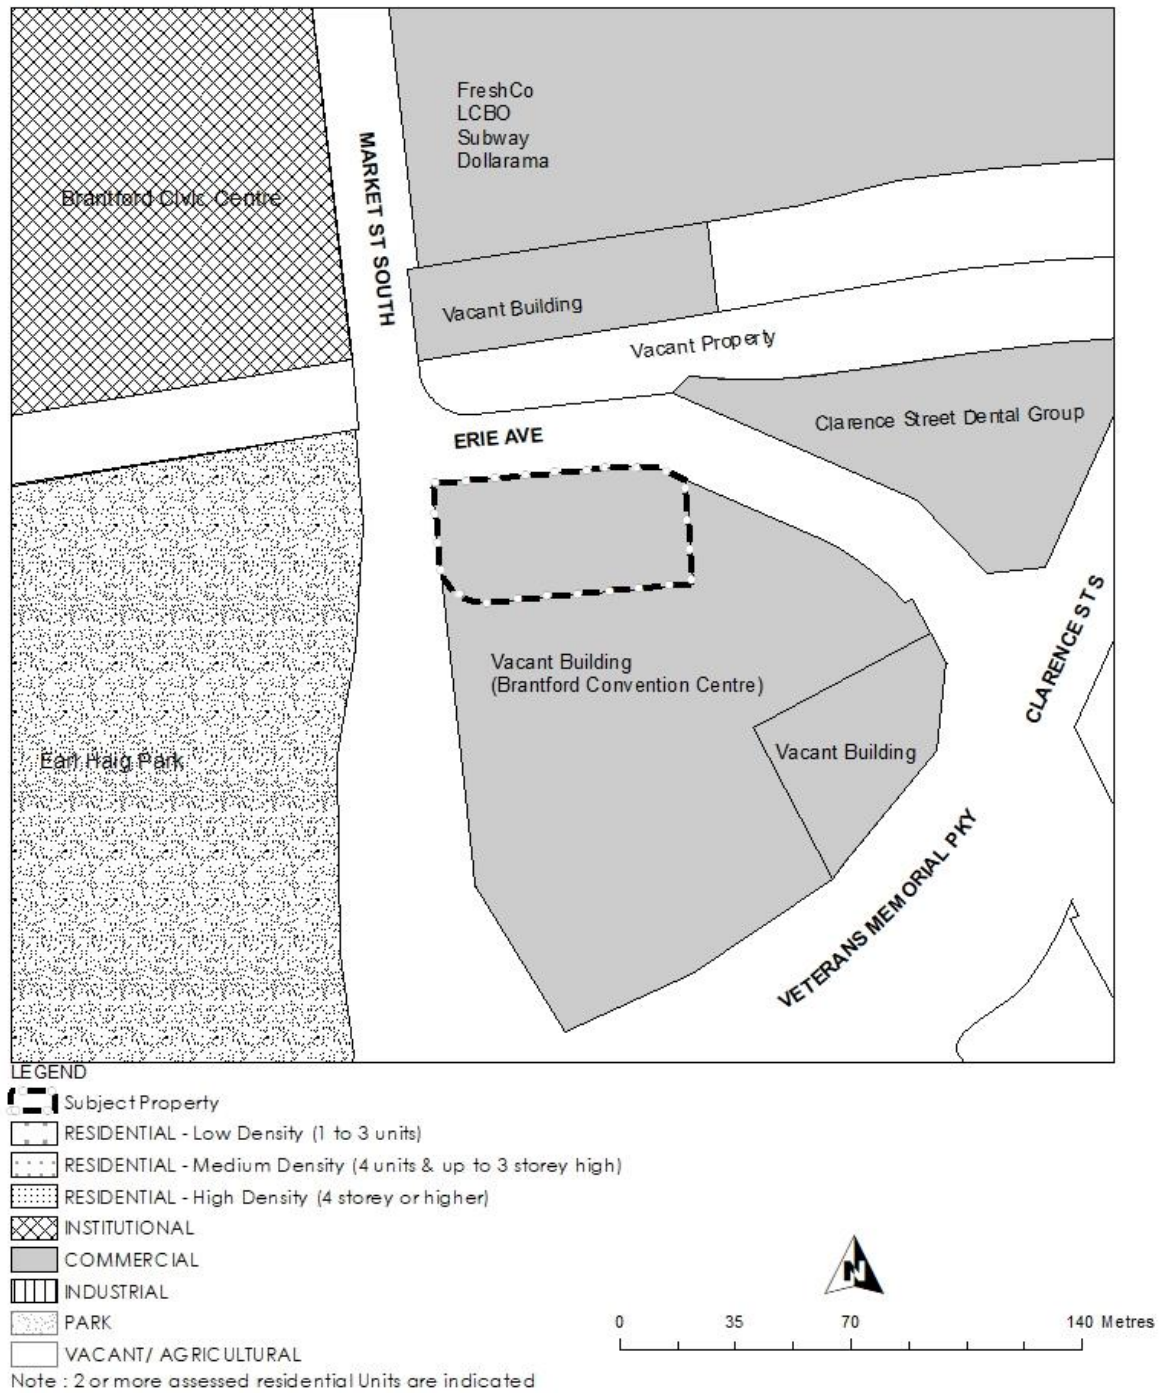 FreshCo
LCBO
Subway
Dollarama
MARKET ST SOUTH
Brantford Civic Centre
Vacant Building
Vacant Property
Clarence Street Dental Group
ERIE AVE
CLARENCE ST S
Vacant Building
(Brantford Convention Centre)
Vacant Building
Earl Haig Park
VETERANS MEMORIAL PKY
LEGEND
Subject Property
RESIDENTIAL - Low Density (1 to 3 units)
RESIDENTIAL - Medium Density (4 units & up to 3 storey high)
RESIDENTIAL - High Density (4 storey or higher)
INSTITUTIONAL
COMMERCIAL
INDUSTRIAL
PARK
VACANT/ AGRICULTURAL
Note : 2 or more assessed residential Units are indicated
N
0 35 70 140 Metres